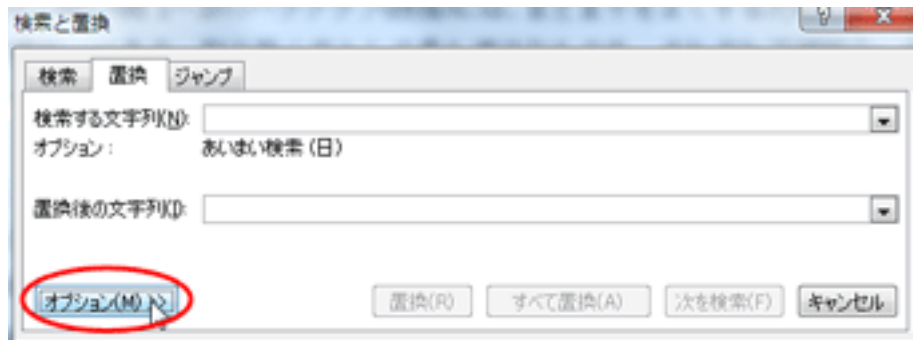 検索と置換
検索 置換 ジャンプ
検索する文字列(N):
オプション: あいまい検索 (日)
置換後の文字列(I):
オプション(M) >> 置換(R) すべて置換(A) 次を検索(F) キャンセル